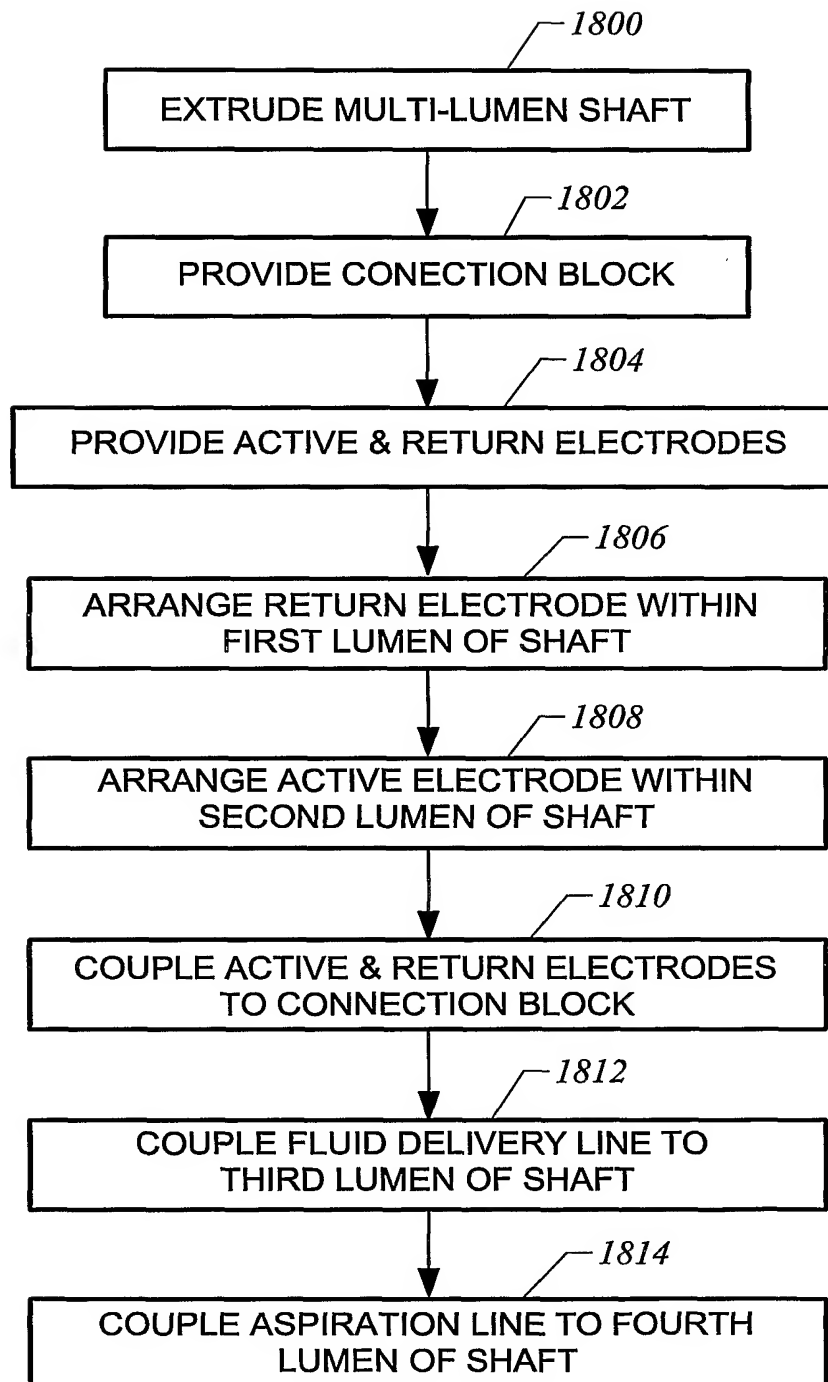 1800
EXTRUDE MULTI-LUMEN SHAFT
1802
PROVIDE CONECTION BLOCK
1804
PROVIDE ACTIVE & RETURN ELECTRODES
1806
ARRANGE RETURN ELECTRODE WITHIN
FIRST LUMEN OF SHAFT
1808
ARRANGE ACTIVE ELECTRODE WITHIN
SECOND LUMEN OF SHAFT
1810
COUPLE ACTIVE & RETURN ELECTRODES
TO CONNECTION BLOCK
1812
COUPLE FLUID DELIVERY LINE TO
THIRD LUMEN OF SHAFT
1814
COUPLE ASPIRATION LINE TO FOURTH
LUMEN OF SHAFT